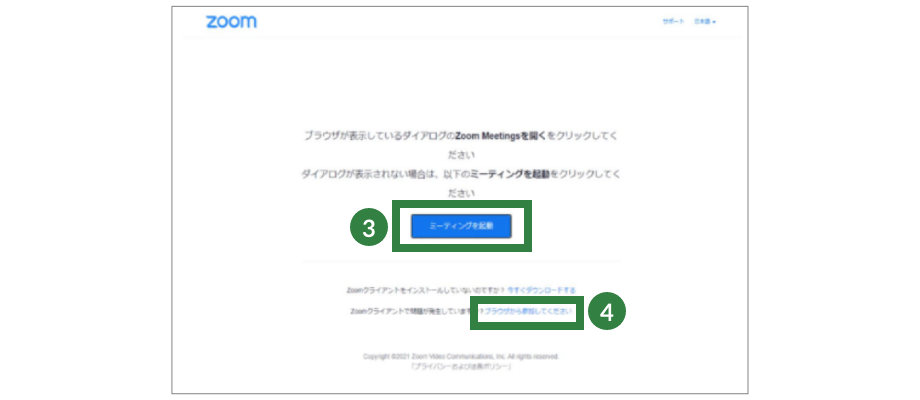 zoom
サポート 日本語
ブラウザが表示しているダイアログのZoom Meetingsを開くをクリックしてく
ださい
ダイアログが表示されない場合は、以下のミーティングを起動をクリックしてく
ださい
3
ミーティングを起動
Zoomクライアントをインストールしていないのですか? 今すぐダウンロードする
Zoomクライアントで問題が発生しています ?ブラウザから参加してください
4
Copyright ©2021 Zoom Video Communications, Inc. All rights reserved.
「プライバシーおよび法務ポリシー」